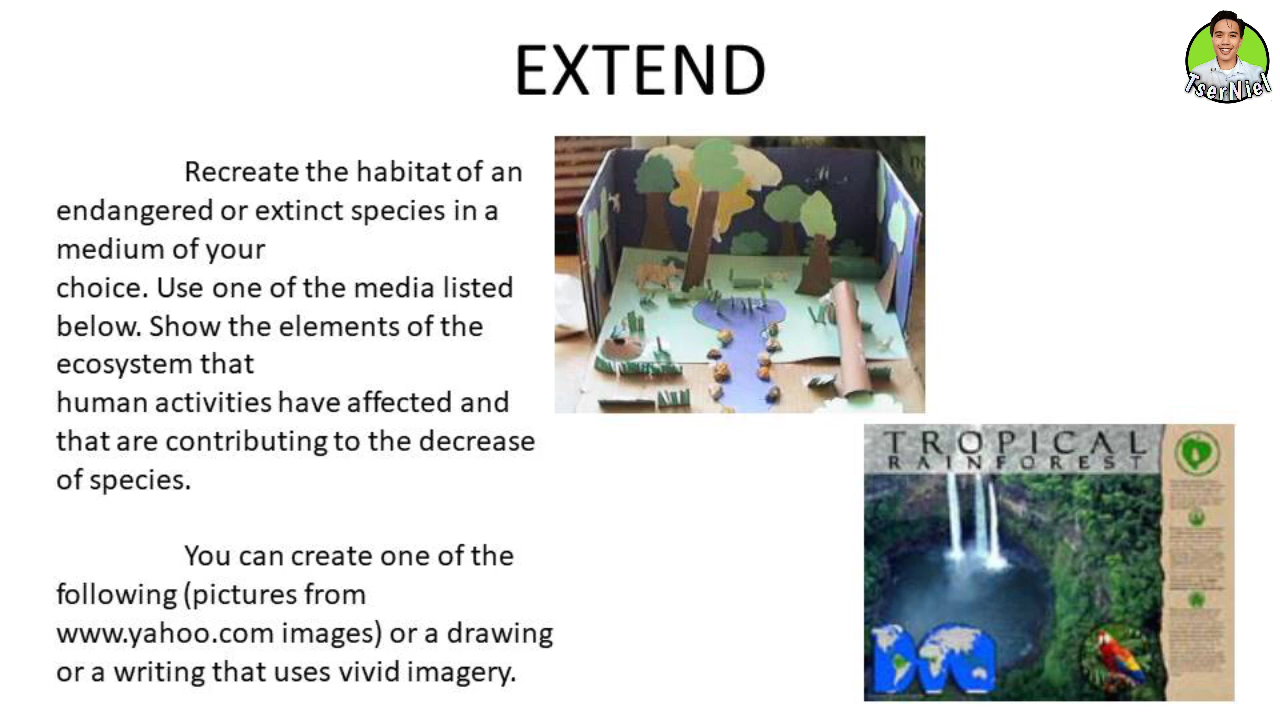 EXTEND
TserNiel
Recreate the habitat of an
endangered or extinct species in a
medium of your
choice. Use one of the media listed
below. Show the elements of the
ecosystem that
human activities have affected and
that are contributing to the decrease
of species.
You can create one of the
following (pictures from
www.yahoo.com images) or a drawing
or a writing that uses vivid imagery.
TROPICAL
RAINFOREST